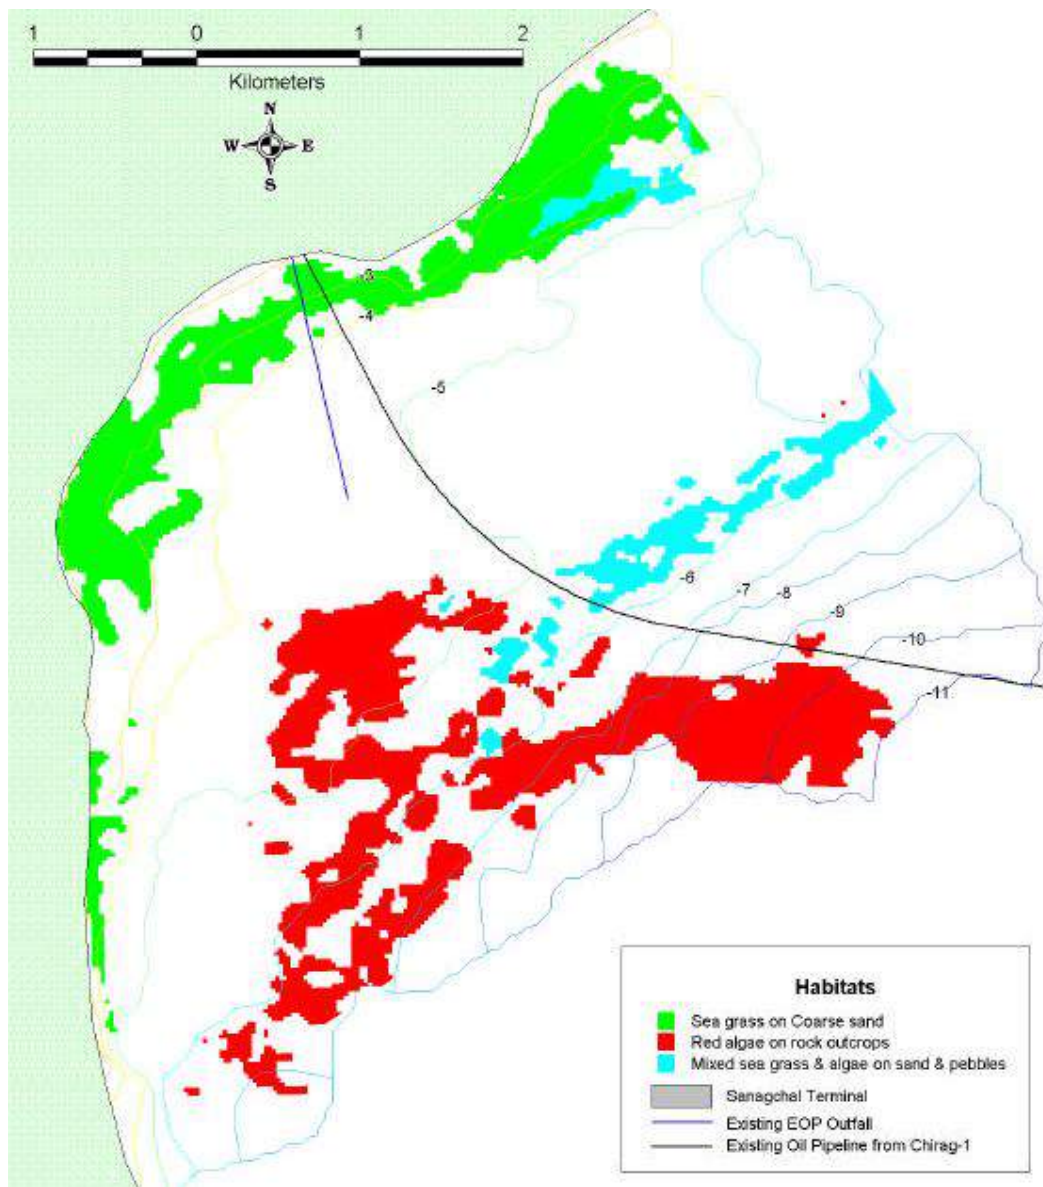 1 0 1 2
Kilometers
N
W E
S
-3
-4
-5
-6
-7
-8
-9
-10
-11
Habitats
Sea grass on Coarse sand
Red algae on rock outcrops
Mixed sea grass & algae on sand & pebbles
Sanagchal Terminal
Existing EOP Outfall
Existing Oil Pipeline from Chirag-1